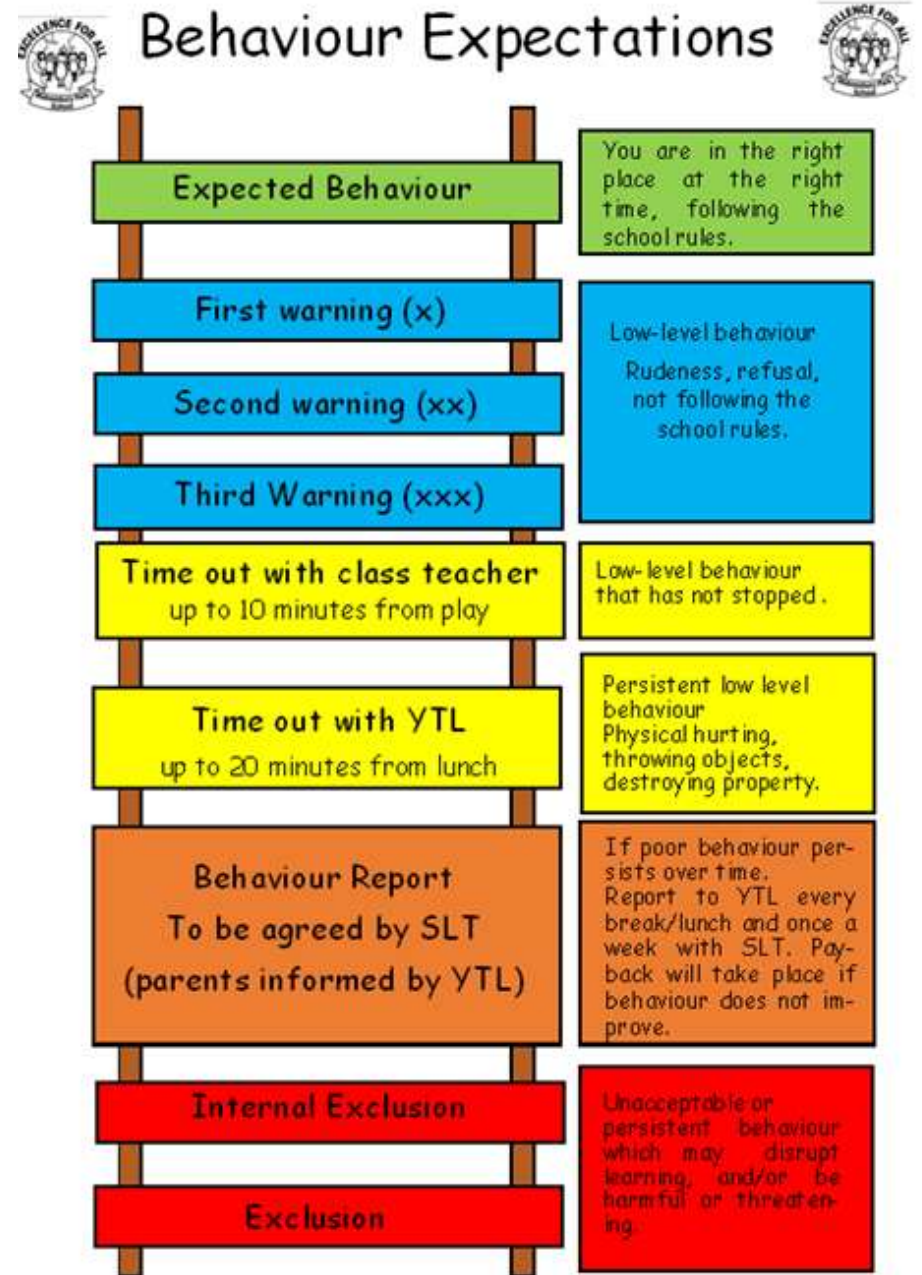 EXCELLENCE FOR ALL
EXCELLENCE FOR ALL
Behaviour Expectations
Expected Behaviour
You are in the right
place at the right
time, following the
school rules.
First warning (x)
Second warning (xx)
Third Warning (xxx)
Low-level behaviour
Rudeness, refusal,
not following the
school rules.
Time out with class teacher
up to 10 minutes from play
Low-level behaviour
that has not stopped .
Time out with YTL
up to 20 minutes from lunch
Persistent low level
behaviour
Physical hurting,
throwing objects,
destroying property.
Behaviour Report
To be agreed by SLT
(parents informed by YTL)
If poor behaviour per-
sists over time.
Report to YTL every
break/lunch and once a
week with SLT. Pay-
back will take place if
behaviour does not im-
prove.
Internal Exclusion
Exclusion
Unacceptable or
persistent behaviour
which may disrupt
learning, and/or be
harmful or threaten-
ing.